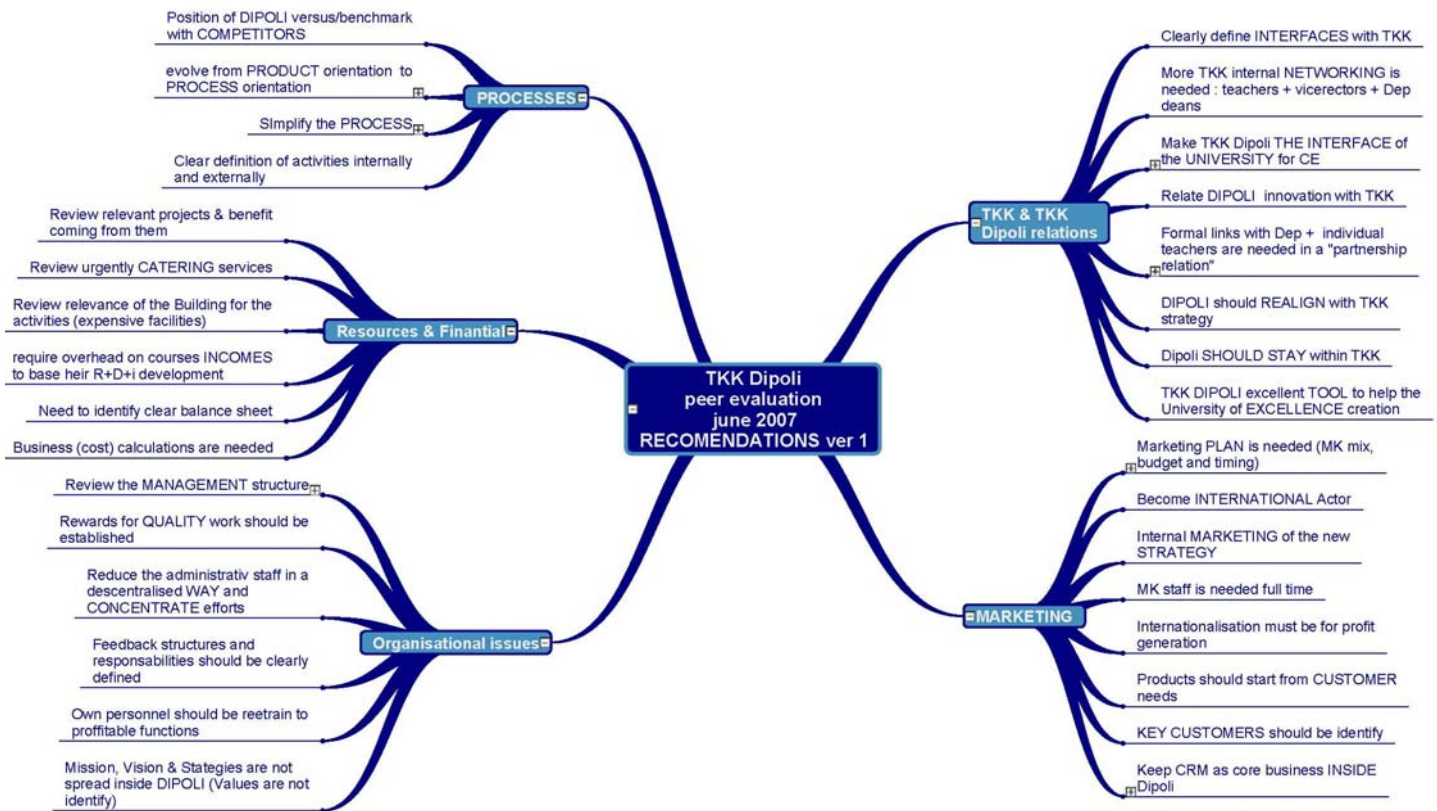 Position of DIPOLI versus/benchmark
with COMPETITORS
evolve from PRODUCT orientation to
PROCESS orientation
SImplify the PROCESS
Clear definition of activities internally
and externally
PROCESSES
Review relevant projects & benefit
coming from them
Review urgently CATERING services
Review relevance of the Building for the
activities (expensive facilities)
require overhead on courses INCOMES
to base heir R+D+i development
Need to identify clear balance sheet
Business (cost) calculations are needed
Resources & Finantial
Review the MANAGEMENT structure
Rewards for QUALITY work should be
established
Reduce the administrativ staff in a
descentralised WAY and
CONCENTRATE efforts
Feedback structures and
responsabilities should be clearly
defined
Own personnel should be reetrain to
proffitable functions
Mission, Vision & Stategies are not
spread inside DIPOLI (Values are not
identify)
Organisational issues
TKK Dipoli
peer evaluation
june 2007
RECOMENDATIONS ver 1
TKK & TKK
Dipoli relations
Clearly define INTERFACES with TKK
More TKK internal NETWORKING is
needed : teachers + vicerectors + Dep
deans
Make TKK Dipoli THE INTERFACE of
the UNIVERSITY for CE
Relate DIPOLI innovation with TKK
Formal links with Dep + individual
teachers are needed in a "partnership
relation"
DIPOLI should REALIGN with TKK
strategy
Dipoli SHOULD STAY within TKK
TKK DIPOLI excellent TOOL to help the
University of EXCELLENCE creation
MARKETING
Marketing PLAN is needed (MK mix,
budget and timing)
Become INTERNATIONAL Actor
Internal MARKETING of the new
STRATEGY
MK staff is needed full time
Internationalisation must be for profit
generation
Products should start from CUSTOMER
needs
KEY CUSTOMERS should be identify
Keep CRM as core business INSIDE
Dipoli